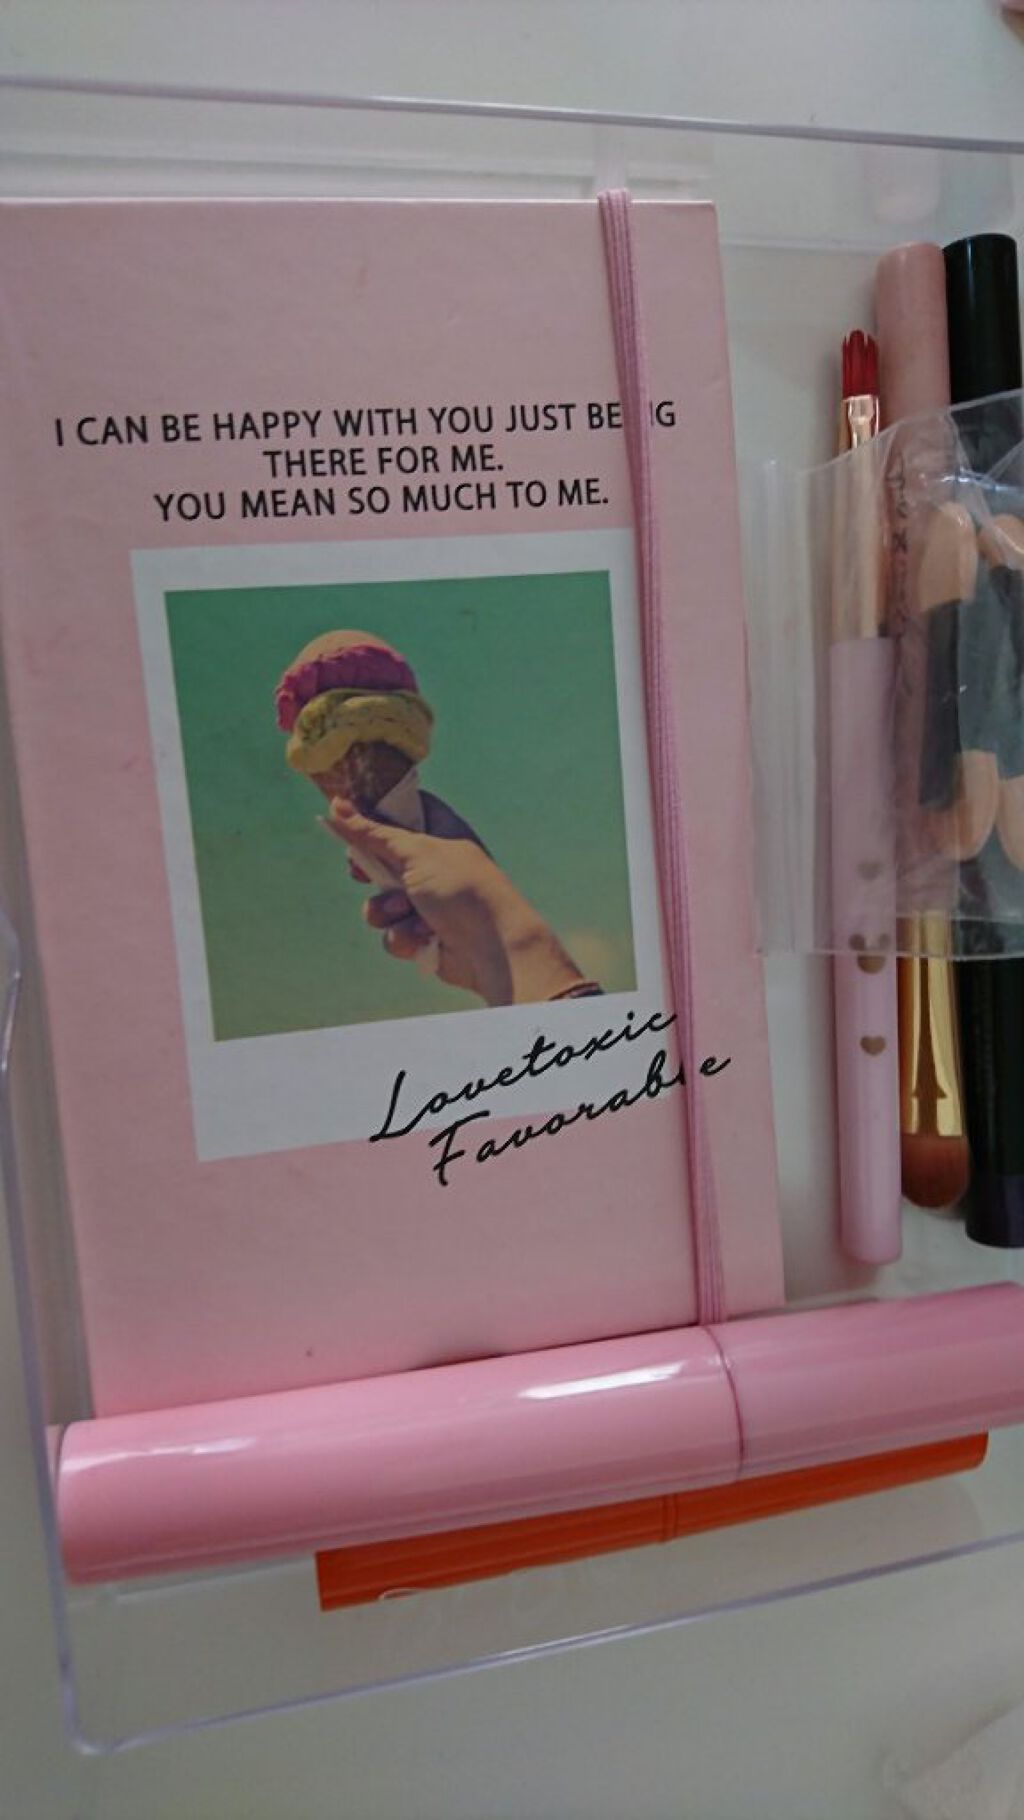 I CAN BE HAPPY WITH YOU JUST BEING
THERE FOR ME.
YOU MEAN SO MUCH TO ME.
Lovetoxic
Favorable